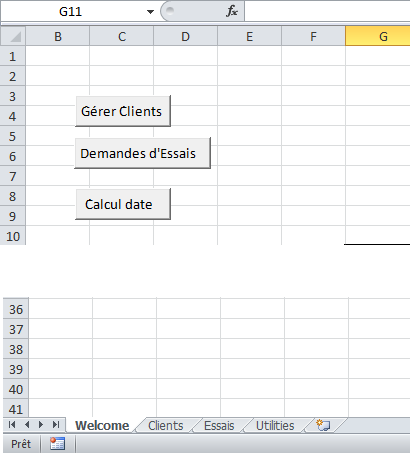 G11 fx
B C D E F G
1
2
3
Gérer Clients
4
5
Demandes d'Essais
6
7
8
Calcul date
9
10
36
37
38
39
40
41
Welcome Clients Essais Utilities
Prêt